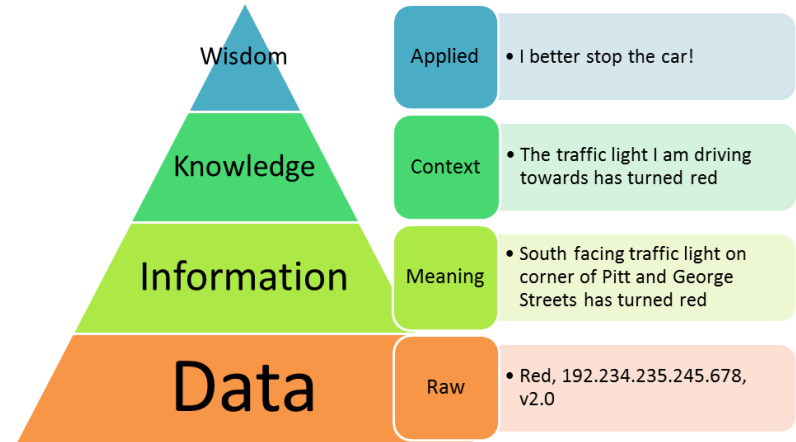 Wisdom
Applied
• I better stop the car!
Knowledge
Context
• The traffic light I am driving
towards has turned red
Information
Meaning
• South facing traffic light on
corner of Pitt and George
Streets has turned red
Data
Raw
• Red, 192.234.235.245.678,
v2.0